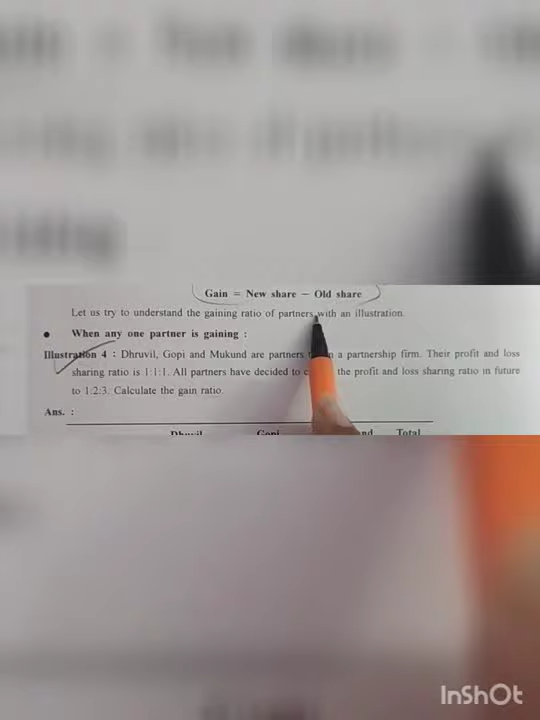 Gain = New share − Old share
Let us try to understand the gaining ratio of partners with an illustration.
● When any one partner is gaining :
Illustration 4 : Dhruvil, Gopi and Mukund are partners in a partnership firm. Their profit and loss
sharing ratio is 1:1:1. All partners have decided to the profit and loss sharing ratio in future
to 1:2:3. Calculate the gain ratio.
Ans. :
Dhruvil Gopi Total
InShOt